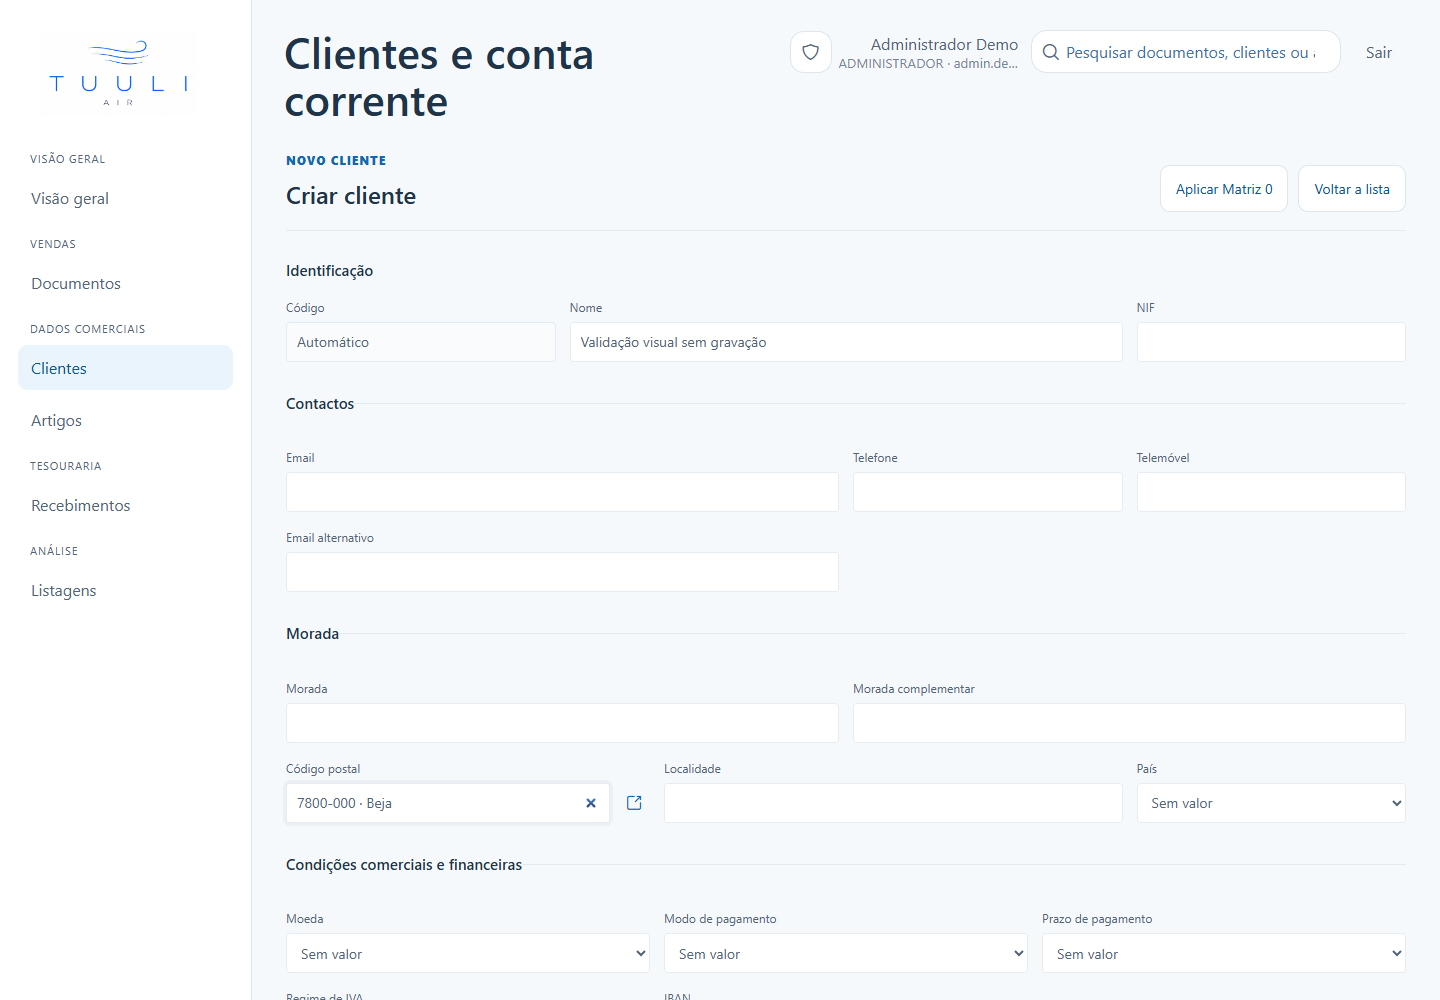 TUULI
AIR
VISÃO GERAL
Visão geral
VENDAS
Documentos
DADOS COMERCIAIS
Clientes
Artigos
TESOURARIA
Recebimentos
ANÁLISE
Listagens
Clientes e conta
corrente
Administrador Demo
ADMINISTRADOR · admin.de...
Pesquisar documentos, clientes ou
Sair
NOVO CLIENTE
Criar cliente
Aplicar Matriz 0
Voltar a lista
Identificação
Código
Nome
NIF
Automático
Validação visual sem gravação
Contactos
Email
Telefone
Telemóvel
Email alternativo
Morada
Morada
Morada complementar
Código postal
Localidade
País
7800-000 · Beja
Sem valor
Condições comerciais e financeiras
Moeda
Modo de pagamento
Prazo de pagamento
Sem valor
Sem valor
Sem valor
Regime de IVA
IBAN